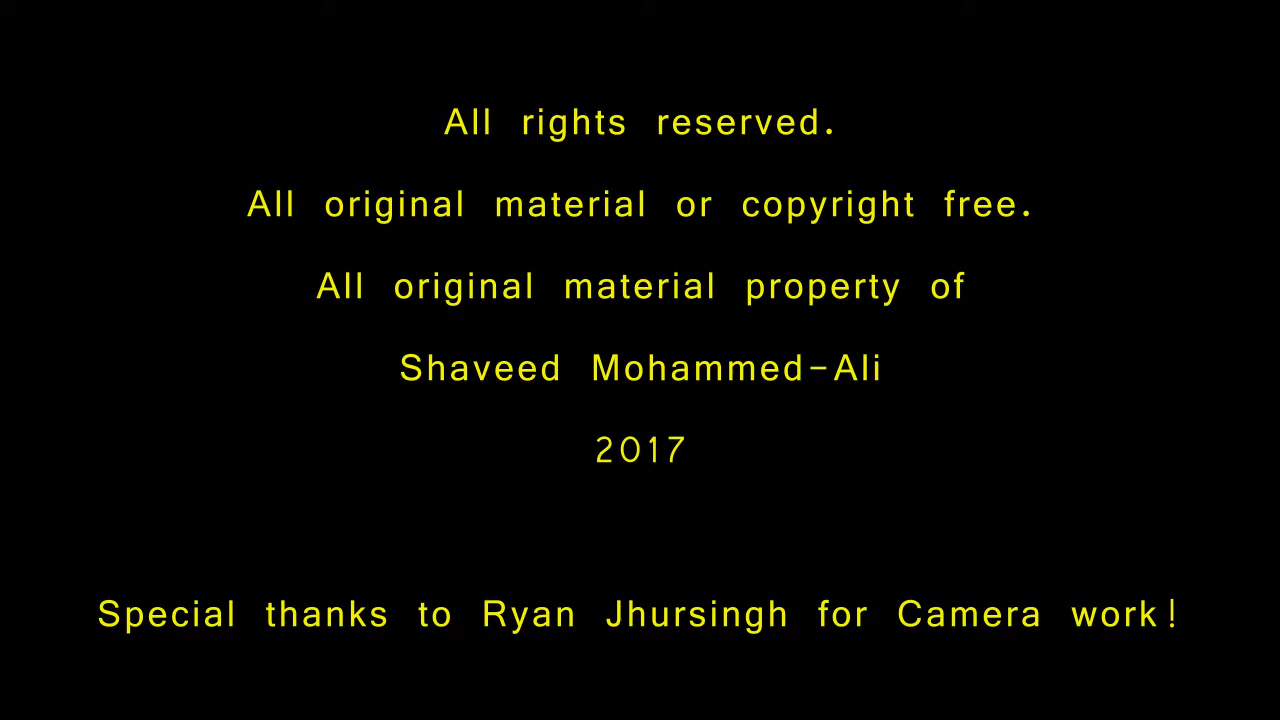 All rights reserved.
All original material or copyright free.
All original material property of
Shaveed Mohammed-Ali
2017
Special thanks to Ryan Jhursingh for Camera work!